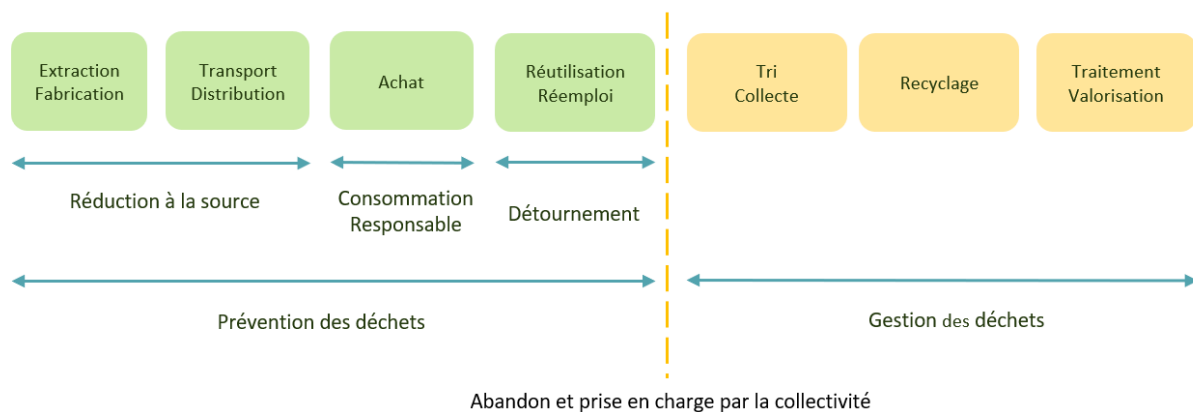 Extraction
Fabrication
Transport
Distribution
Achat
Réutilisation
Réemploi
Tri
Collecte
Recyclage
Traitement
Valorisation
Réduction à la source
Consommation
Responsable
Détournement
Prévention des déchets
Gestion des déchets
Abandon et prise en charge par la collectivité